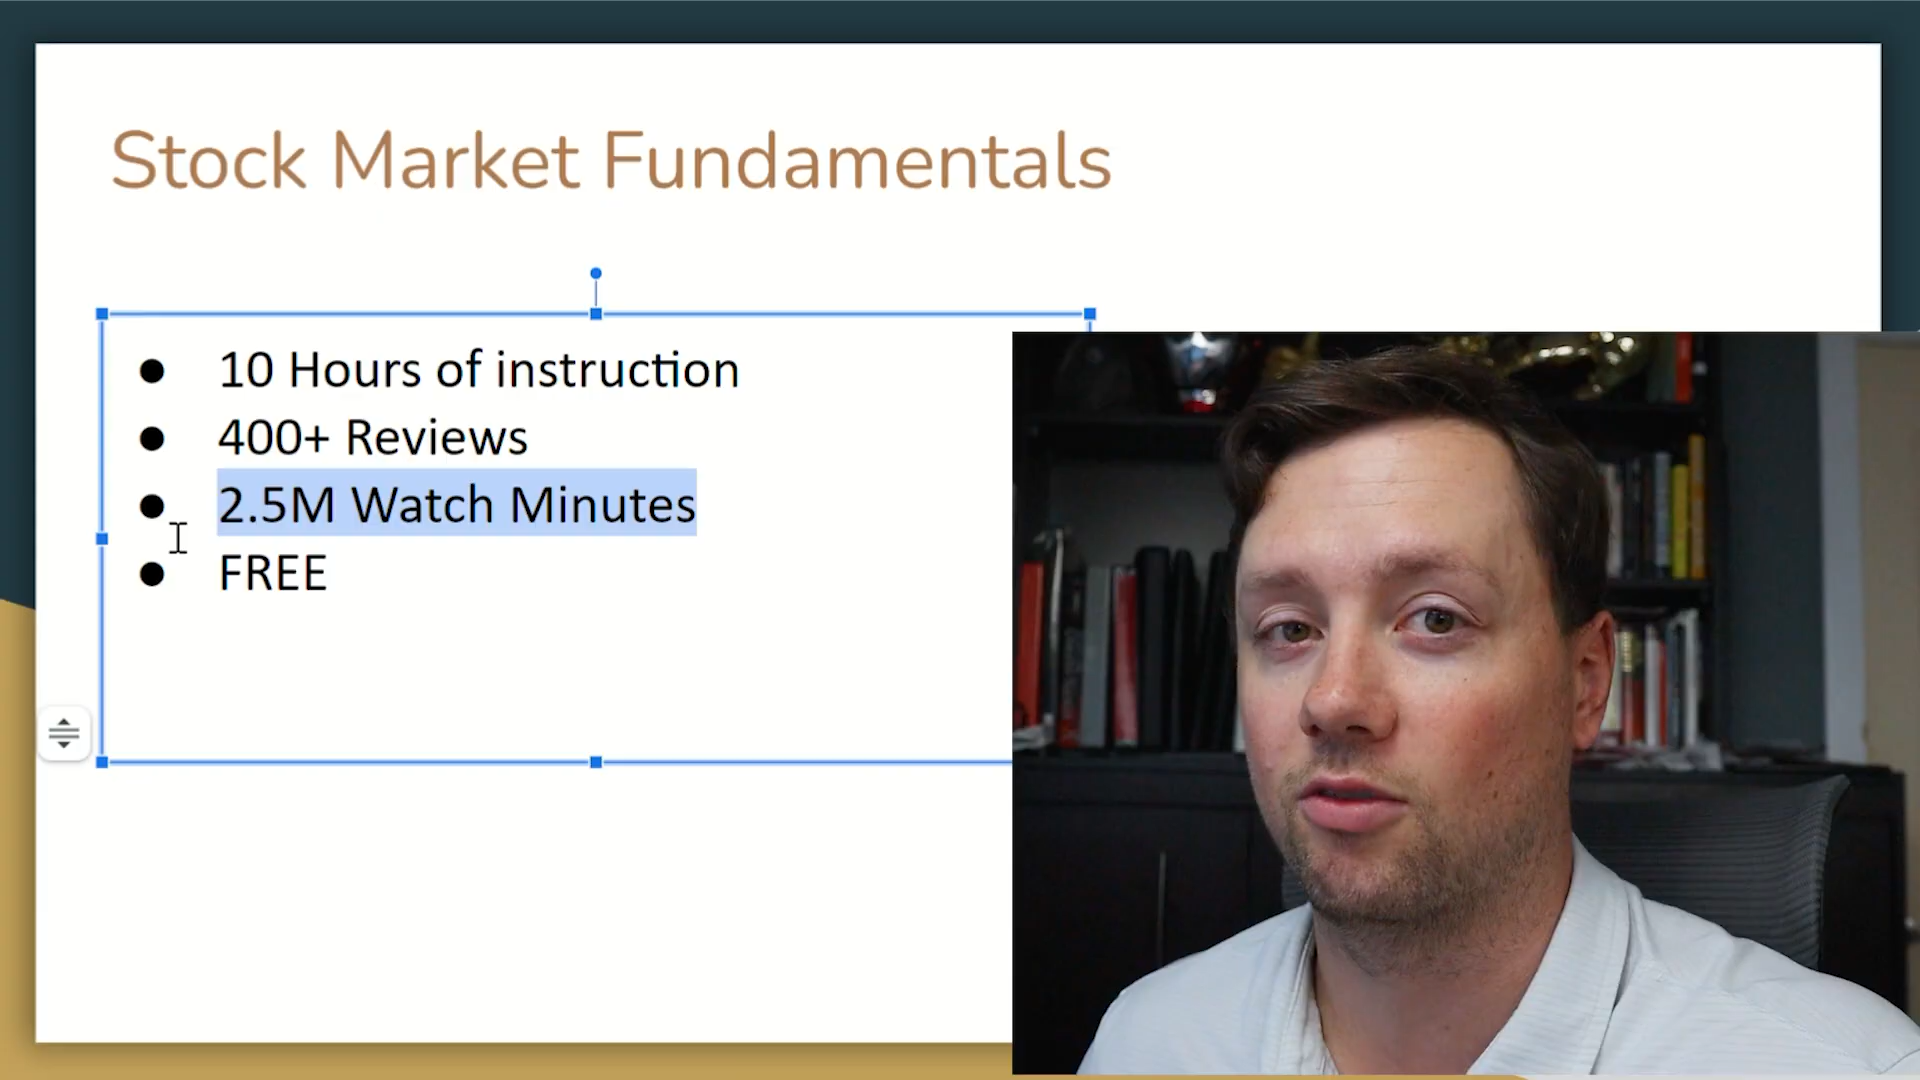 Stock Market Fundamentals
● 10 Hours of instruction
● 400+ Reviews
● 2.5M Watch Minutes
● FREE